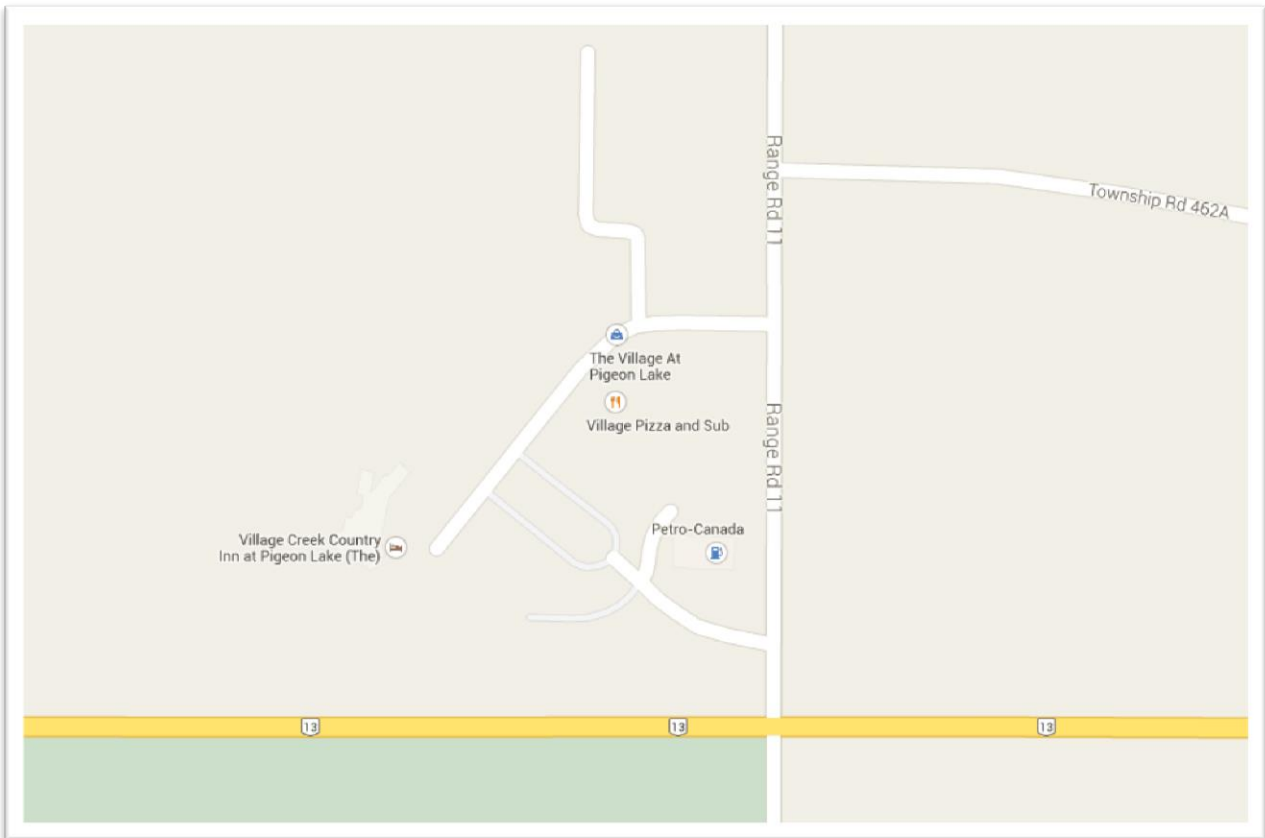 Range Rd 11
Township Rd 462A
The Village At
Pigeon Lake
Village Pizza and Sub
Range Rd 11
Petro-Canada
Village Creek Country
Inn at Pigeon Lake (The)
13
13
13